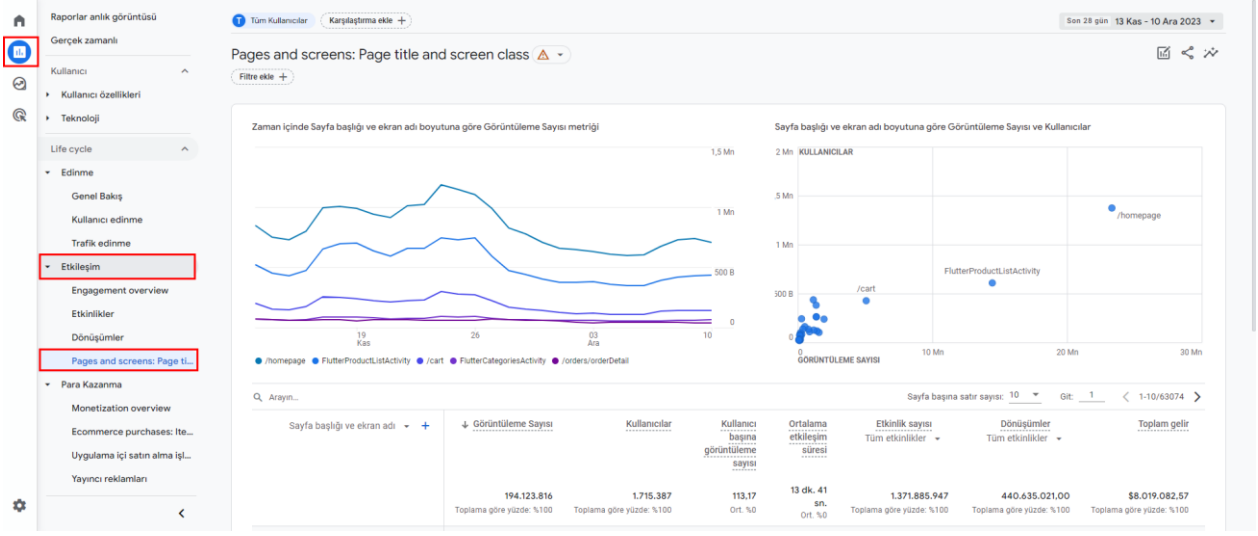 Raporlar anlık görüntüsü
Gerçek zamanlı
Kullanıcı
Kullanıcı özellikleri
Teknoloji
Life cycle
Edinme
Genel Bakış
Kullanıcı edinme
Trafik edinme
Etkileşim
Engagement overview
Etkinlikler
Dönüşümler
Pages and screens: Page ti...
Para Kazanma
Monetization overview
Ecommerce purchases: Ite...
Uygulama içi satın alma işl...
Yayıncı reklamları
T Tüm Kullanıcılar Karşılaştırma ekle +
Son 28 gün 13 Kas - 10 Ara 2023
Pages and screens: Page title and screen class
Filtre ekle +
Zaman içinde Sayfa başlığı ve ekran adı boyutuna göre Görüntüleme Sayısı metriği
1,5 Mn
1 Mn
500 B
0
19 Kas
26
03 Ara
10
/homepage FlutterProductListActivity /cart FlutterCategoriesActivity /orders/orderDetail
Sayfa başlığı ve ekran adı boyutuna göre Görüntüleme Sayısı ve Kullanıcılar
2 Mn KULLANICILAR
,5 Mn
/homepage
1 Mn
FlutterProductListActivity
/cart
500 B
0
0 10 Mn 20 Mn 30 Mn
GÖRÜNTÜLEME SAYISI
Arayın...
Sayfa başına satır sayısı: 10 Git: 1 < 1-10/63074 >
Sayfa başlığı ve ekran adı +
↓ Görüntüleme Sayısı
Kullanıcılar
Kullanıcı
başına
görüntüleme
sayısı
Ortalama
etkileşim
süresi
Etkinlik sayısı
Tüm etkinlikler
Dönüşümler
Tüm etkinlikler
Toplam gelir
194.123.816
Toplama göre yüzde: %100
1.715.387
Toplama göre yüzde: %100
113,17
Ort. %0
13 dk. 41
sn.
Ort. %0
1.371.885.947
Toplama göre yüzde: %100
440.635.021,00
Toplama göre yüzde: %100
$8.019.082,57
Toplama göre yüzde: %100